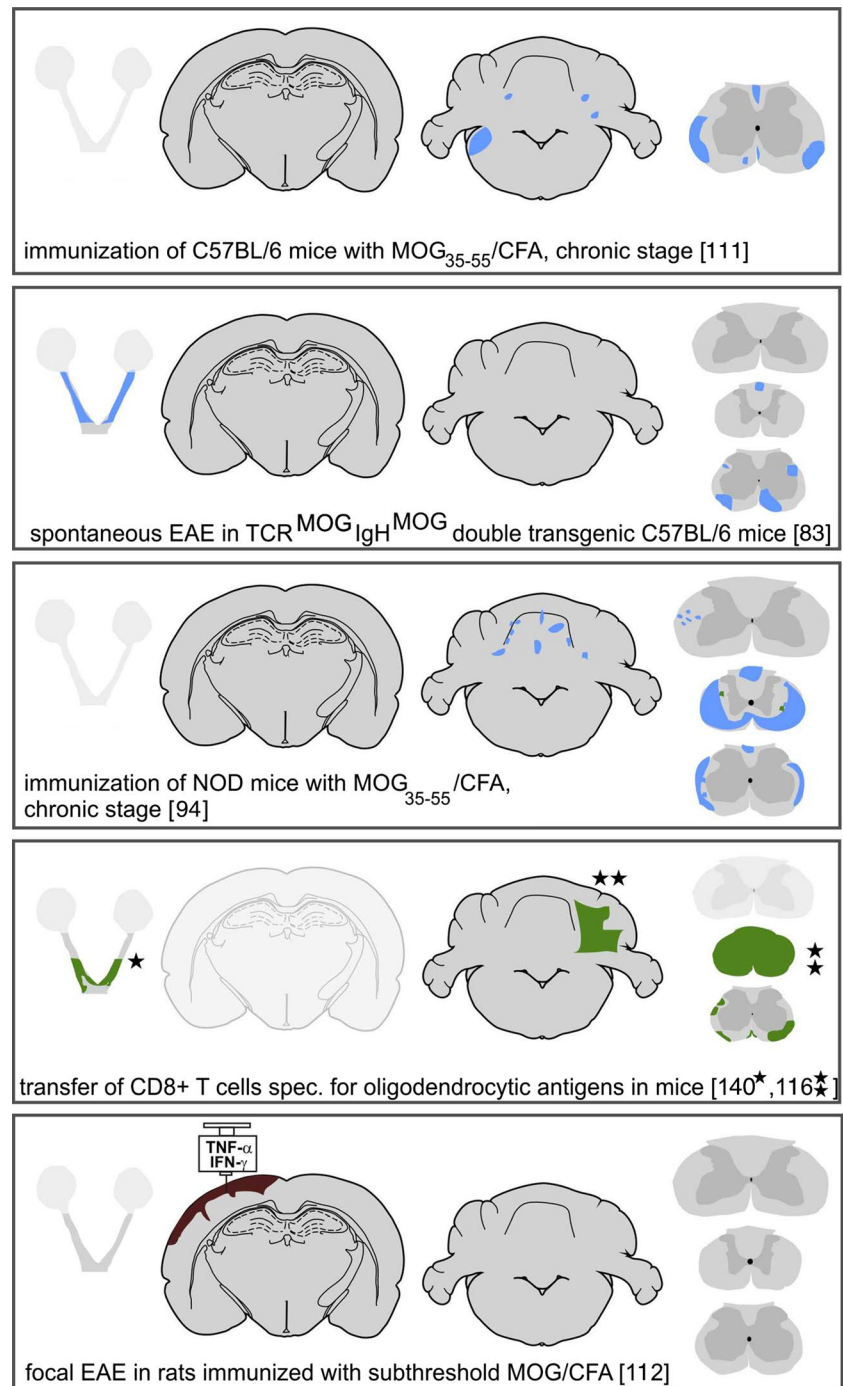 immunization of C57BL/6 mice with MOG35-55/CFA, chronic stage [111]
spontaneous EAE in TCRMOGIgHMOG double transgenic C57BL/6 mice [83]
immunization of NOD mice with MOG35-55/CFA,
chronic stage [94]
★★
★
★
★
transfer of CD8+ T cells spec. for oligodendrocytic antigens in mice [140★,116★★]
TNF-α
IFN-γ
focal EAE in rats immunized with subthreshold MOG/CFA [112]